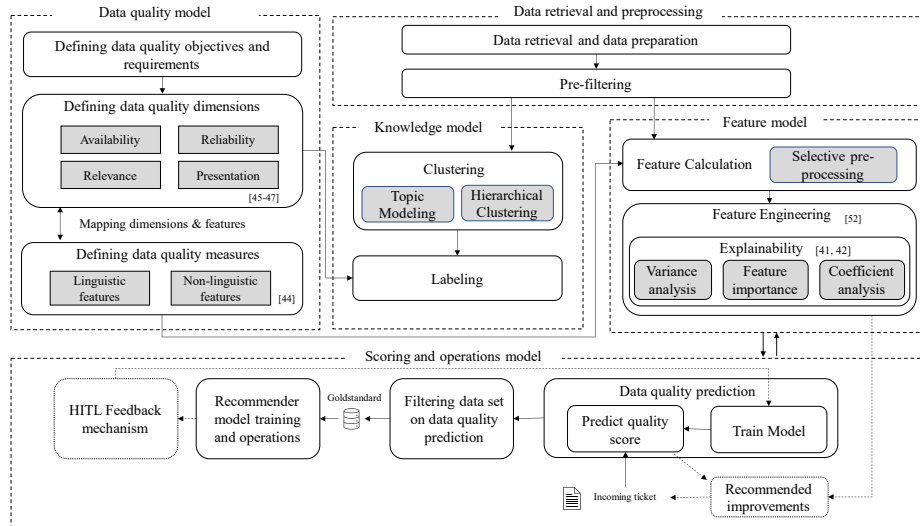 Data quality model
Defining data quality objectives and
requirements
Defining data quality dimensions
Availability
Reliability
Relevance
Presentation
[45-47]
Mapping dimensions & features
Defining data quality measures
Linguistic
features
Non-linguistic
features
[44]
Data retrieval and preprocessing
Data retrieval and data preparation
Pre-filtering
Knowledge model
Clustering
Topic
Modeling
Hierarchical
Clustering
Labeling
Feature model
Feature Calculation
Selective pre-
processing
Feature Engineering
[52]
Explainability
[41, 42]
Variance
analysis
Feature
importance
Coefficient
analysis
Scoring and operations model
HITL Feedback
mechanism
Recommender
model training
and operations
Goldstandard
Filtering data set
on data quality
prediction
Data quality prediction
Predict quality
score
Train Model
Incoming ticket
Recommended
improvements